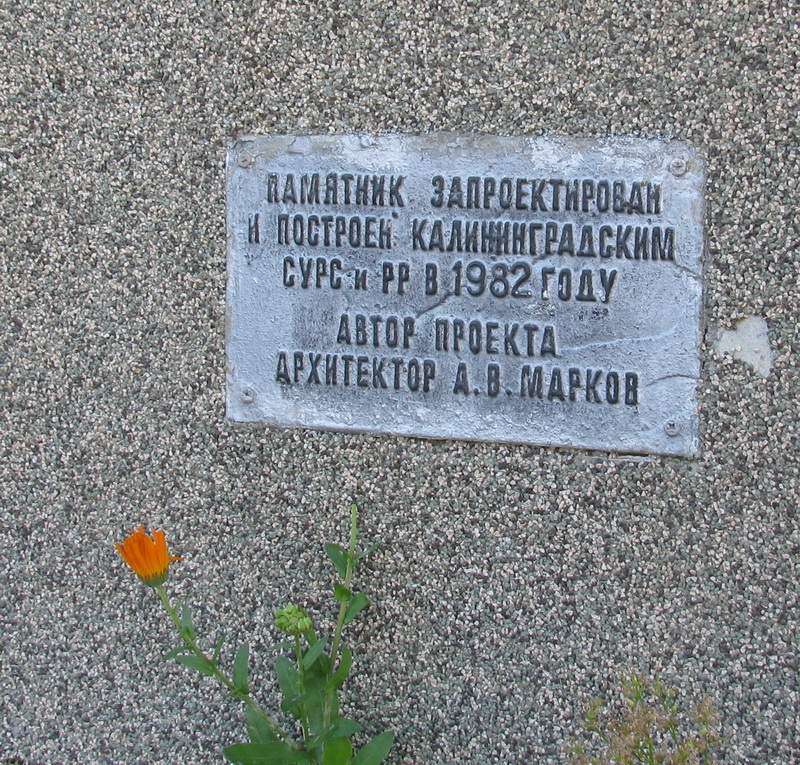 ПАМЯТНИК ЗАПРОЕКТИРОВАН
И ПОСТРОЕН КАЛИНИНГРАДСКИМ
СУРС И РР В 1982 ГОДУ
АВТОР ПРОЕКТА
АРХИТЕКТОР А.В.МАРКОВ